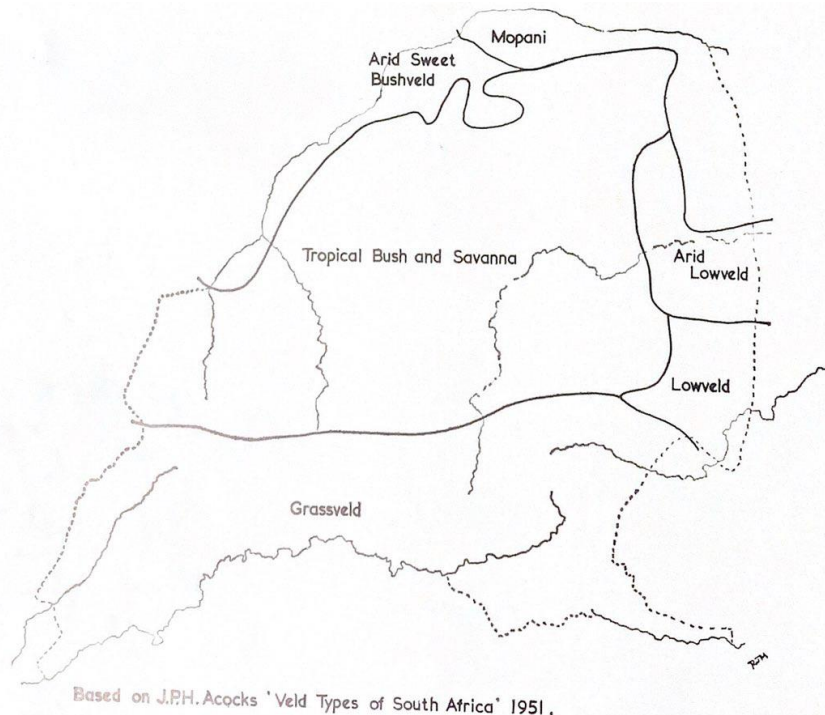 Mopani
Arid Sweet
Bushveld
Tropical Bush and Savanna
Arid
Lowveld
Lowveld
Grassveld
Based on J.P.H. Acocks 'Veld Types of South Africa' 1951.